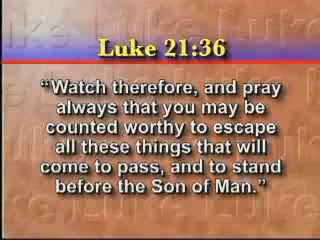 Luke 21:36
“Watch therefore, and pray
always that you may be
counted worthy to escape
all these things that will
come to pass, and to stand
before the Son of Man.”